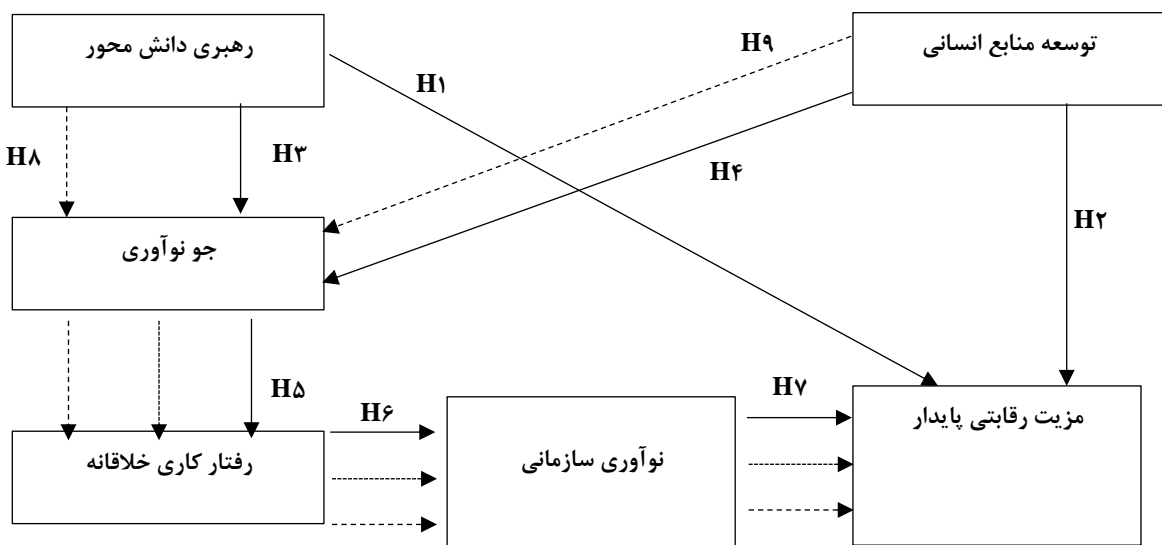 رهبری دانش محور
توسعه منابع انسانی
H۹
H۱
H۸
H۳
H۴
H۲
جو نوآوری
H۵
H۶
H۷
رفتار کاری خلاقانه
نوآوری سازمانی
مزیت رقابتی پایدار